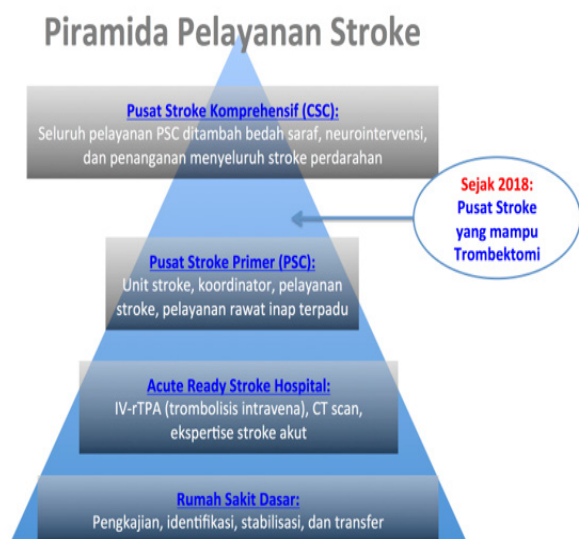 Piramida Pelayanan Stroke
Pusat Stroke Komprehensif (CSC):
Seluruh pelayanan PSC ditambah bedah saraf, neurointervensi,
dan penanganan menyeluruh stroke perdarahan
Sejak 2018:
Pusat Stroke
yang mampu
Trombektomi
Pusat Stroke Primer (PSC):
Unit stroke, koordinator, pelayanan
stroke, pelayanan rawat inap terpadu
Acute Ready Stroke Hospital:
IV-rTPA (trombolisis intravena), CT scan,
ekspertise stroke akut
Rumah Sakit Dasar:
Pengkajian, identifikasi, stabilisasi, dan transfer